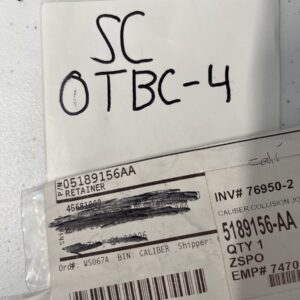 SC
OTBC-4
P/N 05189156AA
RETAINER
Ord#. WS067A BIN: CALIBER Shipper:
INV# 76950-2
CALIBER COLLISION
5189156-AA
QTY 1
ZSPO
EMP# 7470